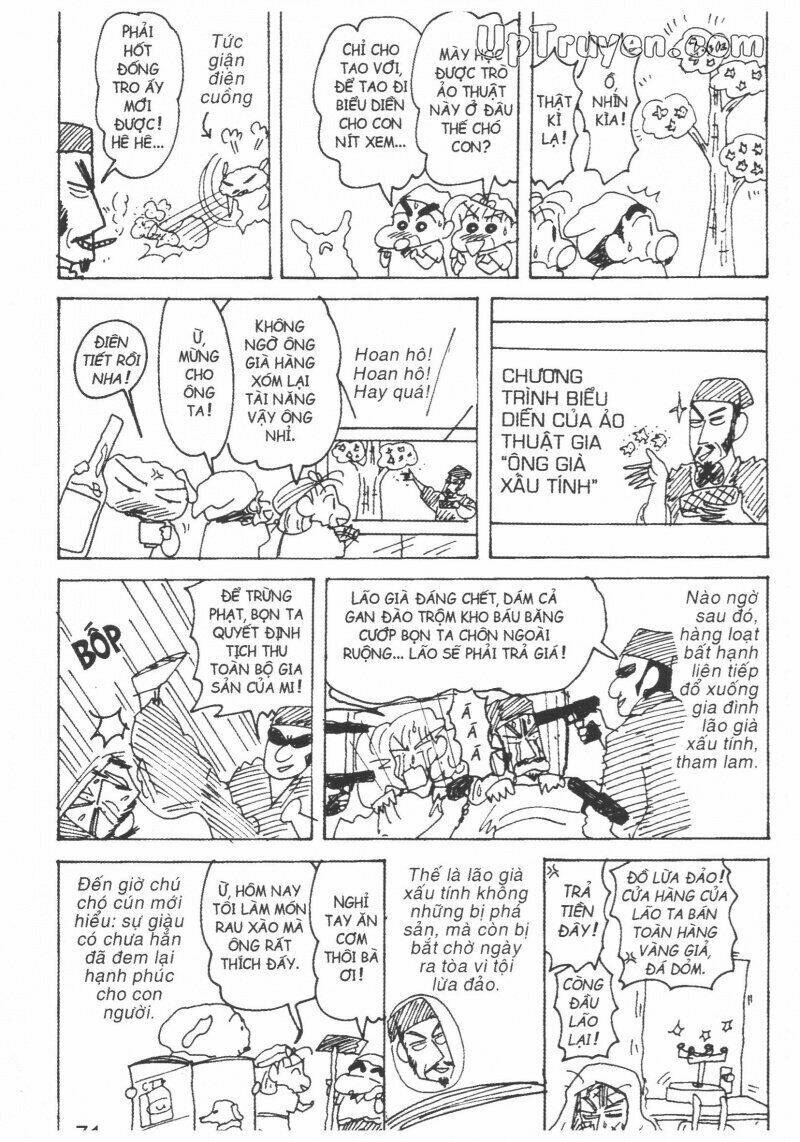 UpTruyen.com
Ồ, 
NHÌN
KÌA!
THẬT
KÌ
LẠ!
MÀY HỌC
ĐƯỢC TRÒ
ẢO THUẬT
NÀY Ở ĐÂU
THẾ CHÓ
CON?
CHỈ CHO
TAO VỚI,
ĐỂ TAO ĐI
BIỂU DIỄN
CHO CON
NÍT XEM...
Tức
giận
điên
cuồng
PHẢI
HỐT
ĐỐNG
TRO ẤY
MỚI
ĐƯỢC!
HÊ HÊ...
CHƯƠNG
TRÌNH BIỂU
DIỄN CỦA ẢO
THUẬT GIA
“ÔNG GIÀ
XẤU TÍNH”
Hoan hô!
Hoan hô!
Hay quá!
KHÔNG
NGỜ ÔNG
GIÀ HÀNG
XÓM LẠI
TÀI NĂNG
VẬY ÔNG
NHỈ.
Ừ,
MỪNG
CHO
ÔNG
TA!
ĐIÊN
TIẾT RỒI
NHA!
Nào ngờ
sau đó,
hàng loạt
bất hạnh
liên tiếp
đổ xuống
gia đình
lão già
xấu tính,
tham lam.
LÃO GIÀ ĐÁNG CHẾT, DÁM CẢ
GAN ĐÀO TRỘM KHO BÁU BĂNG
CƯỚP BỌN TA CHÔN NGOÀI
RUỘNG... LÃO SẼ PHẢI TRẢ GIÁ!
Á
Á
Á
ĐỂ TRỪNG
PHẠT, BỌN TA
QUYẾT ĐỊNH
TỊCH THU
TOÀN BỘ GIA
SẢN CỦA MI!
BỐP
ĐỒ LỪA ĐẢO!
CỬA HÀNG CỦA
LÁO TA BÁN
TOÀN HÀNG
VÀNG GIẢ,
ĐÁ DỎM.
TRẢ
TIỀN
ĐÂY!
CÒNG
ĐẦU
LÃO
LẠI!
Thế là lão già
xấu tính không
những bị phá
sản, mà còn bị
bắt chờ ngày
ra tòa vì tội
lừa đảo.
NGHỈ
TAY ĂN
CƠM
THÔI BÀ
ƠI!
Ừ, HÔM NAY
TÔI LÀM MÓN
RAU XÀO MÀ
ÔNG RẤT
THÍCH ĐẤY.
Đến giờ chú
chó cún mới
hiểu: sự giàu
có chưa hẳn
đã đem lại
hạnh phúc
cho con
người.
71